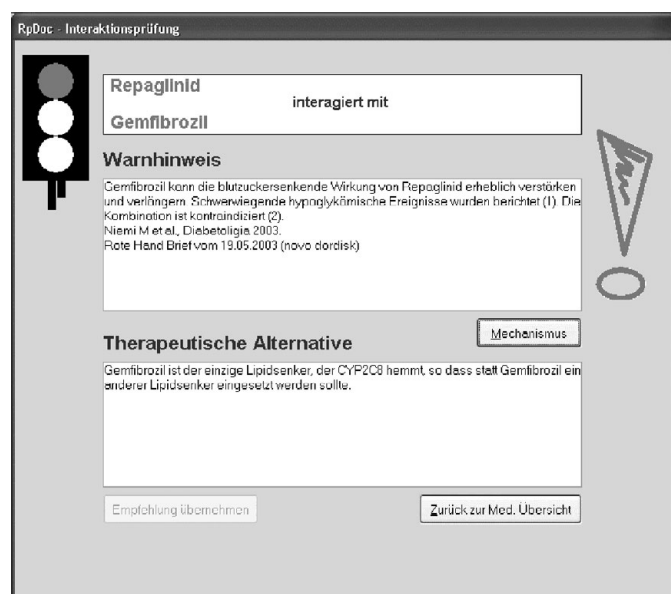 RpDoc - Interaktionsprüfung
Repaglinid
interagiert mit
Gemfibrozil
Warnhinweis
Gemfibrozil kann die blutzuckersenkende Wirkung von Repaglinid erheblich verstärken
und verlängern. Schwerwiegende hypoglykämische Ereignisse wurden berichtet (1). Die
Kombination ist kontraindiziert (2).
Niemi M et al., Diabetoligia 2003.
Rote Hand Brief vom 19.05.2003 (novo dordisk)
Mechanismus
Therapeutische Alternative
Gemfibrozil ist der einzige Lipidsenker, der CYP2C8 hemmt, so dass statt Gemfibrozil ein
anderer Lipidsenker eingesetzt werden sollte.
Empfehlung übernehmen
Zurück zur Med. Übersicht